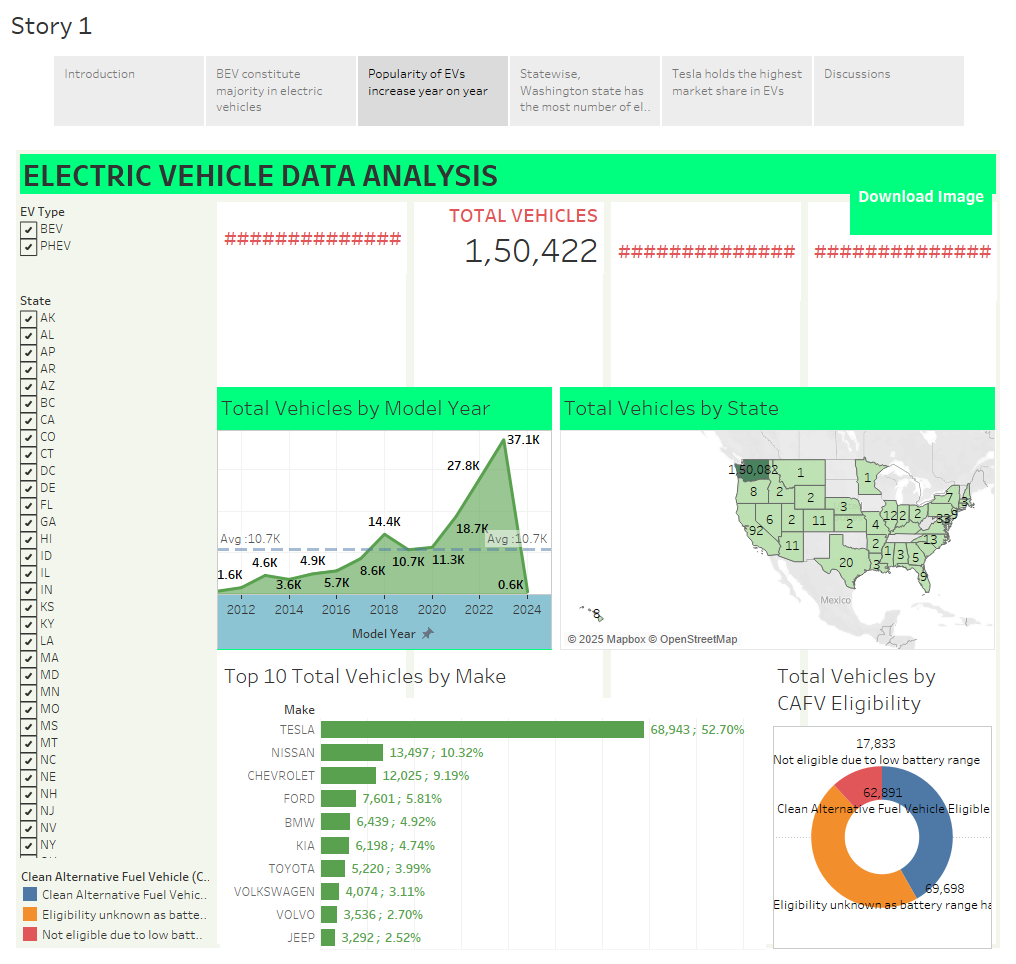 Story 1
Introduction
BEV constitute
majority in electric
vehicles
Popularity of EVs
increase year on year
Statewise,
Washington state has
the most number of el..
Tesla holds the highest
market share in EVs
Discussions
ELECTRIC VEHICLE DATA ANALYSIS
Download Image
EV Type
BEV
PHEV
State
AK
AL
AP
AR
AZ
BC
CA
CO
CT
DC
DE
FL
GA
HI
ID
IL
IN
KS
KY
LA
MA
MD
MN
MO
MS
MT
NC
NE
NH
NJ
NV
NY
Clean Alternative Fuel Vehicle (C..
Clean Alternative Fuel Vehic..
Eligibility unknown as batte..
Not eligible due to low batt..
##############
TOTAL VEHICLES
1,50,422
##############
##############
Total Vehicles by Model Year
37.1K
27.8K
14.4K
18.7K
Avg :10.7K
Avg :10.7K
1.6K
4.6K
3.6K
4.9K
5.7K
8.6K
10.7K
11.3K
0.6K
2012 2014 2016 2018 2020 2022 2024
Model Year
Total Vehicles by State
1,50,082
1
1
8
2
2
3
7
3
6
2
11
2
4
12
2
2
33
9
92
11
20
2
3
1
3
5
13
9
8
Mexico
© 2025 Mapbox © OpenStreetMap
Top 10 Total Vehicles by Make
Make
TESLA 68,943 ; 52.70%
NISSAN 13,497 ; 10.32%
CHEVROLET 12,025 ; 9.19%
FORD 7,601 ; 5.81%
BMW 6,439 ; 4.92%
KIA 6,198 ; 4.74%
TOYOTA 5,220 ; 3.99%
VOLKSWAGEN 4,074 ; 3.11%
VOLVO 3,536 ; 2.70%
JEEP 3,292 ; 2.52%
Total Vehicles by
CAFV Eligibility
17,833
Not eligible due to low battery range
62,891
Clean Alternative Fuel Vehicle Eligible
69,698
Eligibility unknown as battery range ha